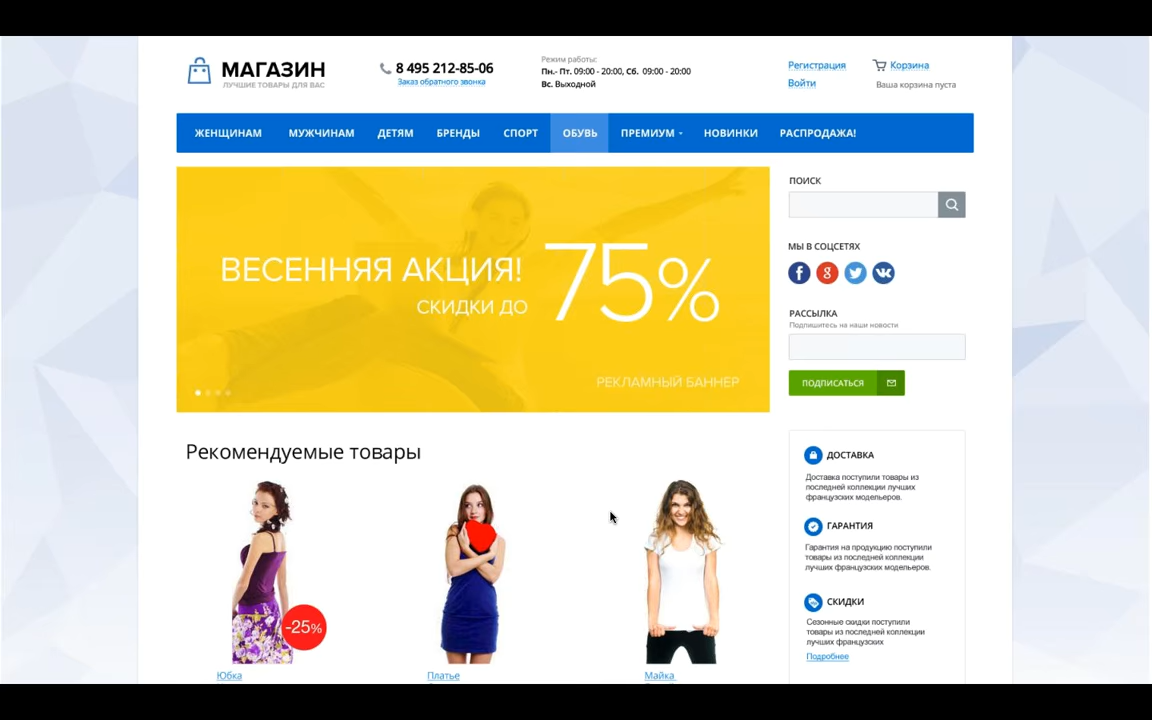 МАГАЗИН
ЛУЧШИЕ ТОВАРЫ ДЛЯ ВАС
8 495 212-85-06
Заказ обратного звонка
Режим работы:
Пн.- Пт. 09:00 - 20:00, Сб. 09:00 - 20:00
Вс. Выходной
Регистрация
Войти
Корзина
Ваша корзина пуста
ЖЕНЩИНАМ МУЖЧИНАМ ДЕТЯМ БРЕНДЫ СПОРТ ОБУВЬ ПРЕМИУМ НОВИНКИ РАСПРОДАЖА!
ВЕСЕННЯЯ АКЦИЯ!
СКИДКИ ДО
75%
РЕКЛАМНЫЙ БАННЕР
ПОИСК
МЫ В СОЦСЕТЯХ
РАССЫЛКА
Подпишитесь на наши новости
ПОДПИСАТЬСЯ
Рекомендуемые товары
-25%
Юбка
Платье
Майка
ДОСТАВКА
Доставка поступили товары из
последней коллекции лучших
французских модельеров.
ГАРАНТИЯ
Гарантия на продукцию поступили
товары из последней коллекции
лучших французских модельеров.
СКИДКИ
Сезонные скидки поступили
товары из последней коллекции
лучших французских
Подробнее